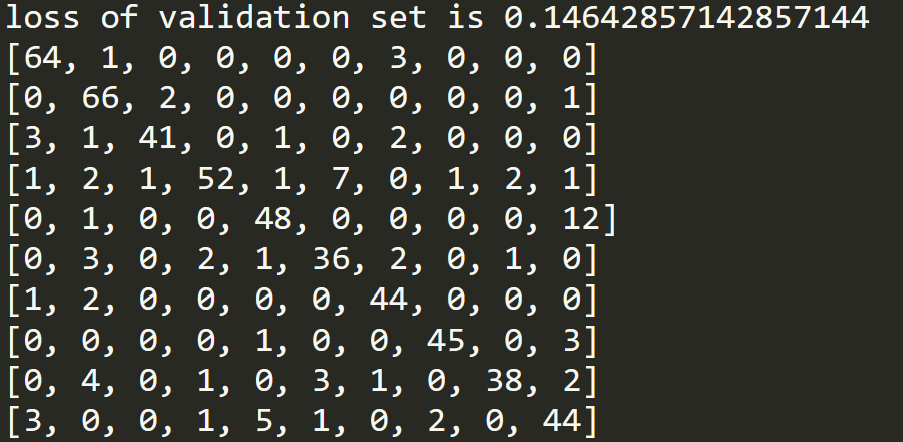 loss of validation set is 0.14642857142857144
[64, 1, 0, 0, 0, 0, 3, 0, 0, 0]
[0, 66, 2, 0, 0, 0, 0, 0, 0, 1]
[3, 1, 41, 0, 1, 0, 2, 0, 0, 0]
[1, 2, 1, 52, 1, 7, 0, 1, 2, 1]
[0, 1, 0, 0, 48, 0, 0, 0, 0, 12]
[0, 3, 0, 2, 1, 36, 2, 0, 1, 0]
[1, 2, 0, 0, 0, 0, 44, 0, 0, 0]
[0, 0, 0, 0, 1, 0, 0, 45, 0, 3]
[0, 4, 0, 1, 0, 3, 1, 0, 38, 2]
[3, 0, 0, 1, 5, 1, 0, 2, 0, 44]